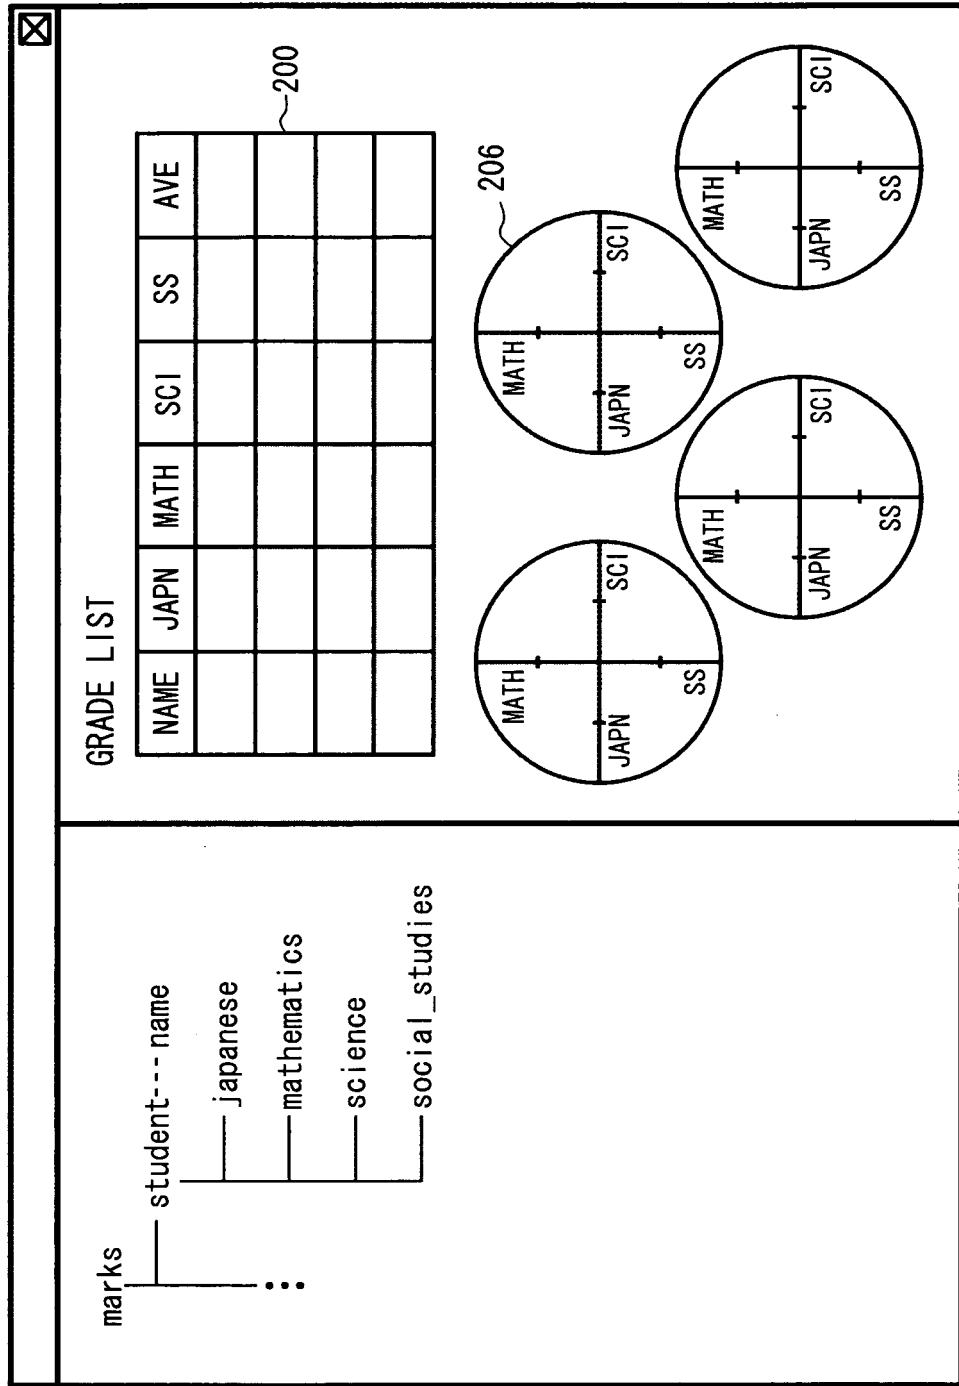 marks
student---name
japanese
mathematics
science
social_studies
GRADE LIST
NAME JAPN MATH SCI SS AVE
200
206
MATH
JAPN SCI
SS
MATH
JAPN SCI
SS
MATH
JAPN SCI
SS
MATH
JAPN SCI
SS